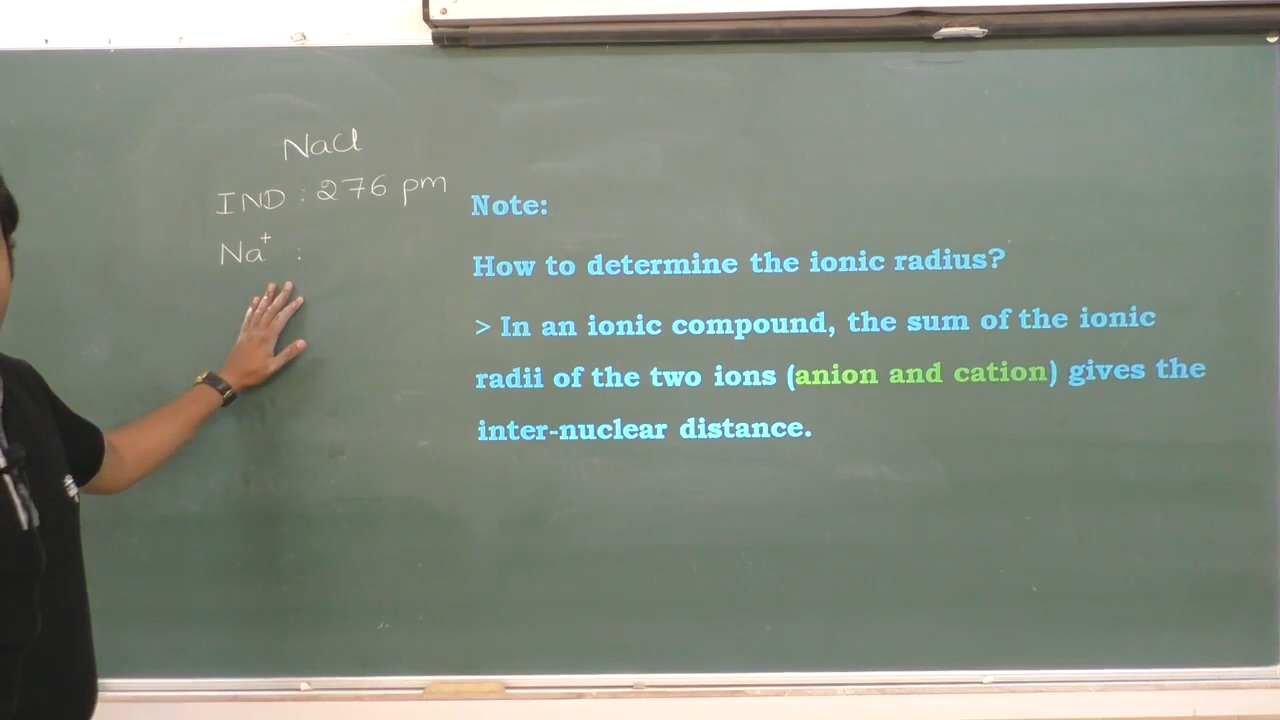 NaCl
IND : 276 pm
Na⁺ :
Note:
How to determine the ionic radius?
> In an ionic compound, the sum of the ionic
radii of the two ions (anion and cation) gives the
inter-nuclear distance.